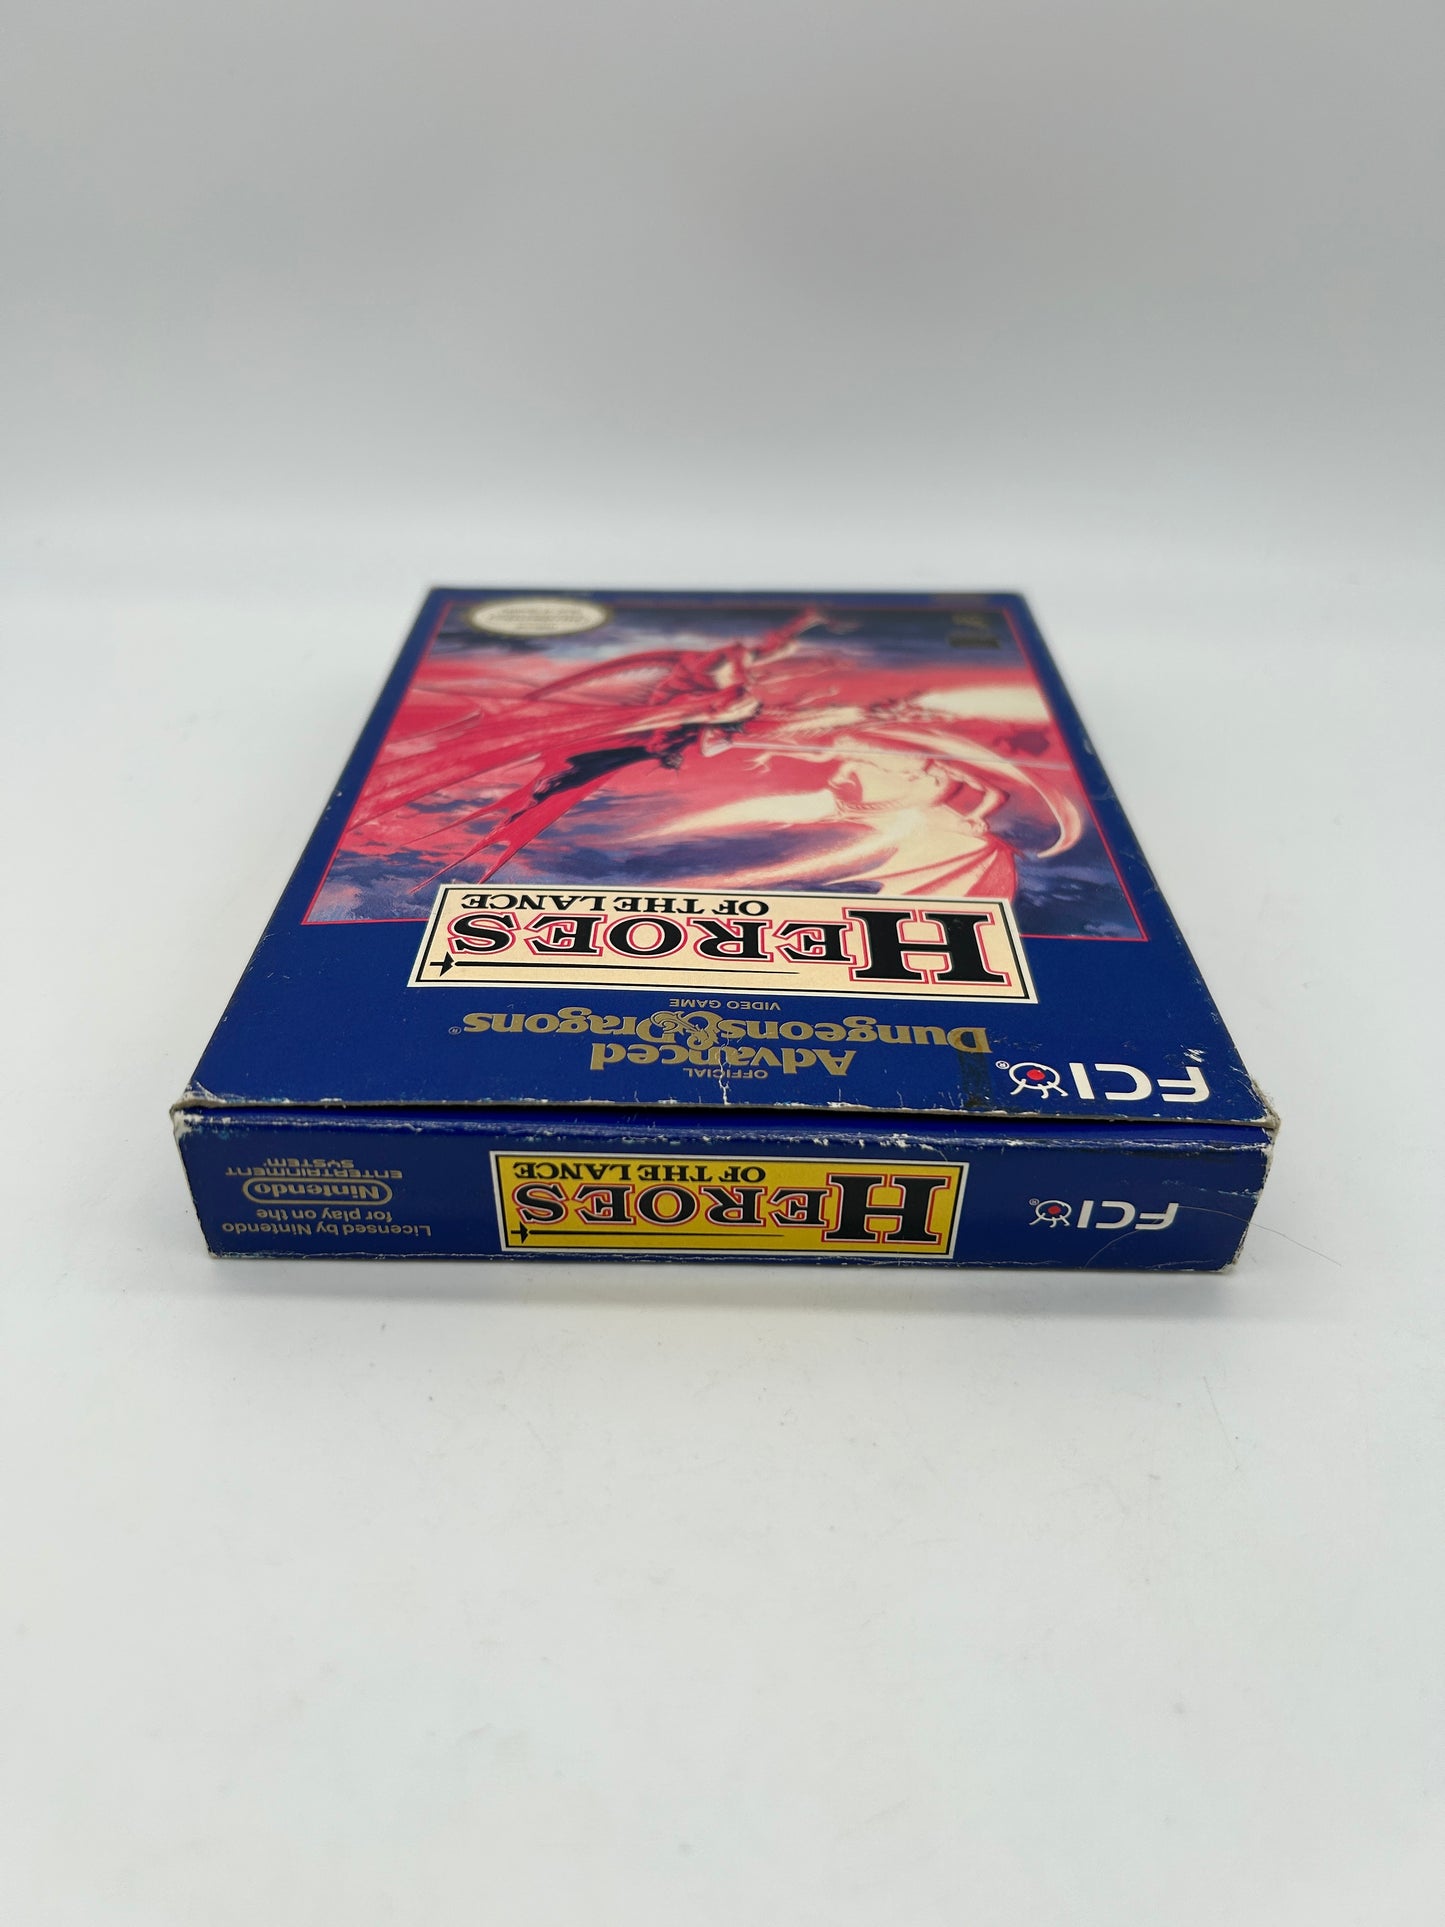 FCI®
OFFICIAL
Advanced
Dungeons & Dragons®
VIDEO GAME
HEROES
OF THE LANCE
FCI®
HEROES
OF THE LANCE
Licensed by Nintendo
for play on the
Nintendo
ENTERTAINMENT
SYSTEM